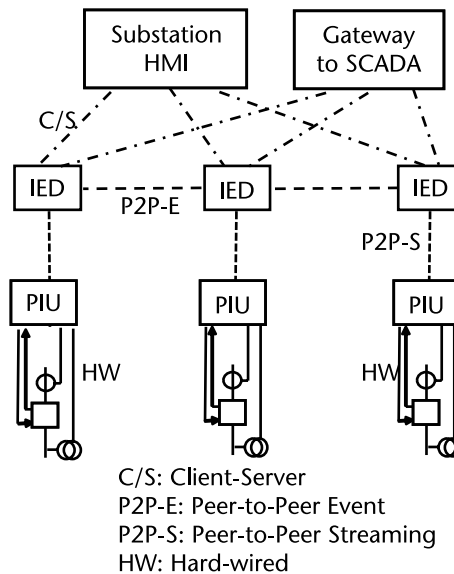 Substation
HMI
Gateway
to SCADA
C/S
IED
IED
IED
P2P-E
P2P-S
PIU
PIU
PIU
HW
HW
C/S: Client-Server
P2P-E: Peer-to-Peer Event
P2P-S: Peer-to-Peer Streaming
HW: Hard-wired